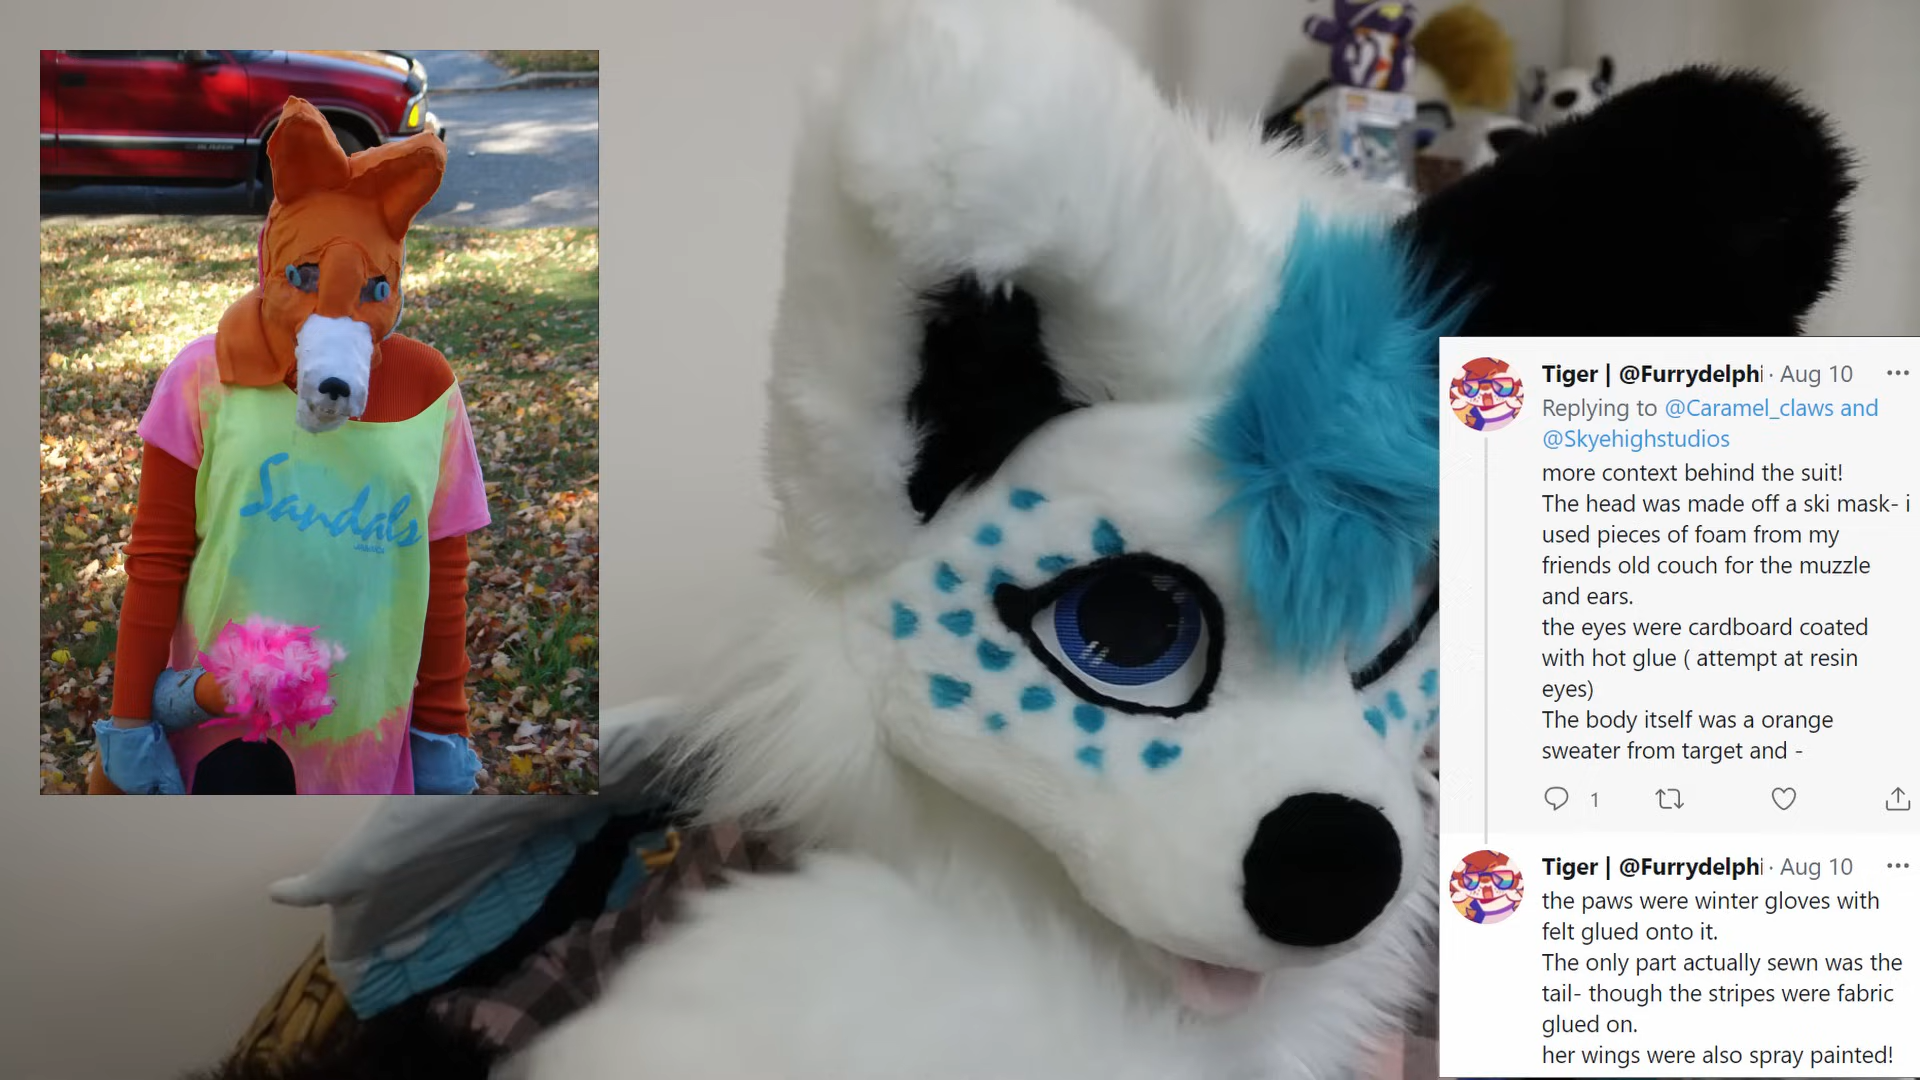 BLAZER
Sandals
JAMAICA
Tiger | @Furrydelphi · Aug 10
Replying to @Caramel_claws and
@Skyehighstudios
more context behind the suit!
The head was made off a ski mask- i
used pieces of foam from my
friends old couch for the muzzle
and ears.
the eyes were cardboard coated
with hot glue ( attempt at resin
eyes)
The body itself was a orange
sweater from target and -
1
Tiger | @Furrydelphi · Aug 10
the paws were winter gloves with
felt glued onto it.
The only part actually sewn was the
tail- though the stripes were fabric
glued on.
her wings were also spray painted!